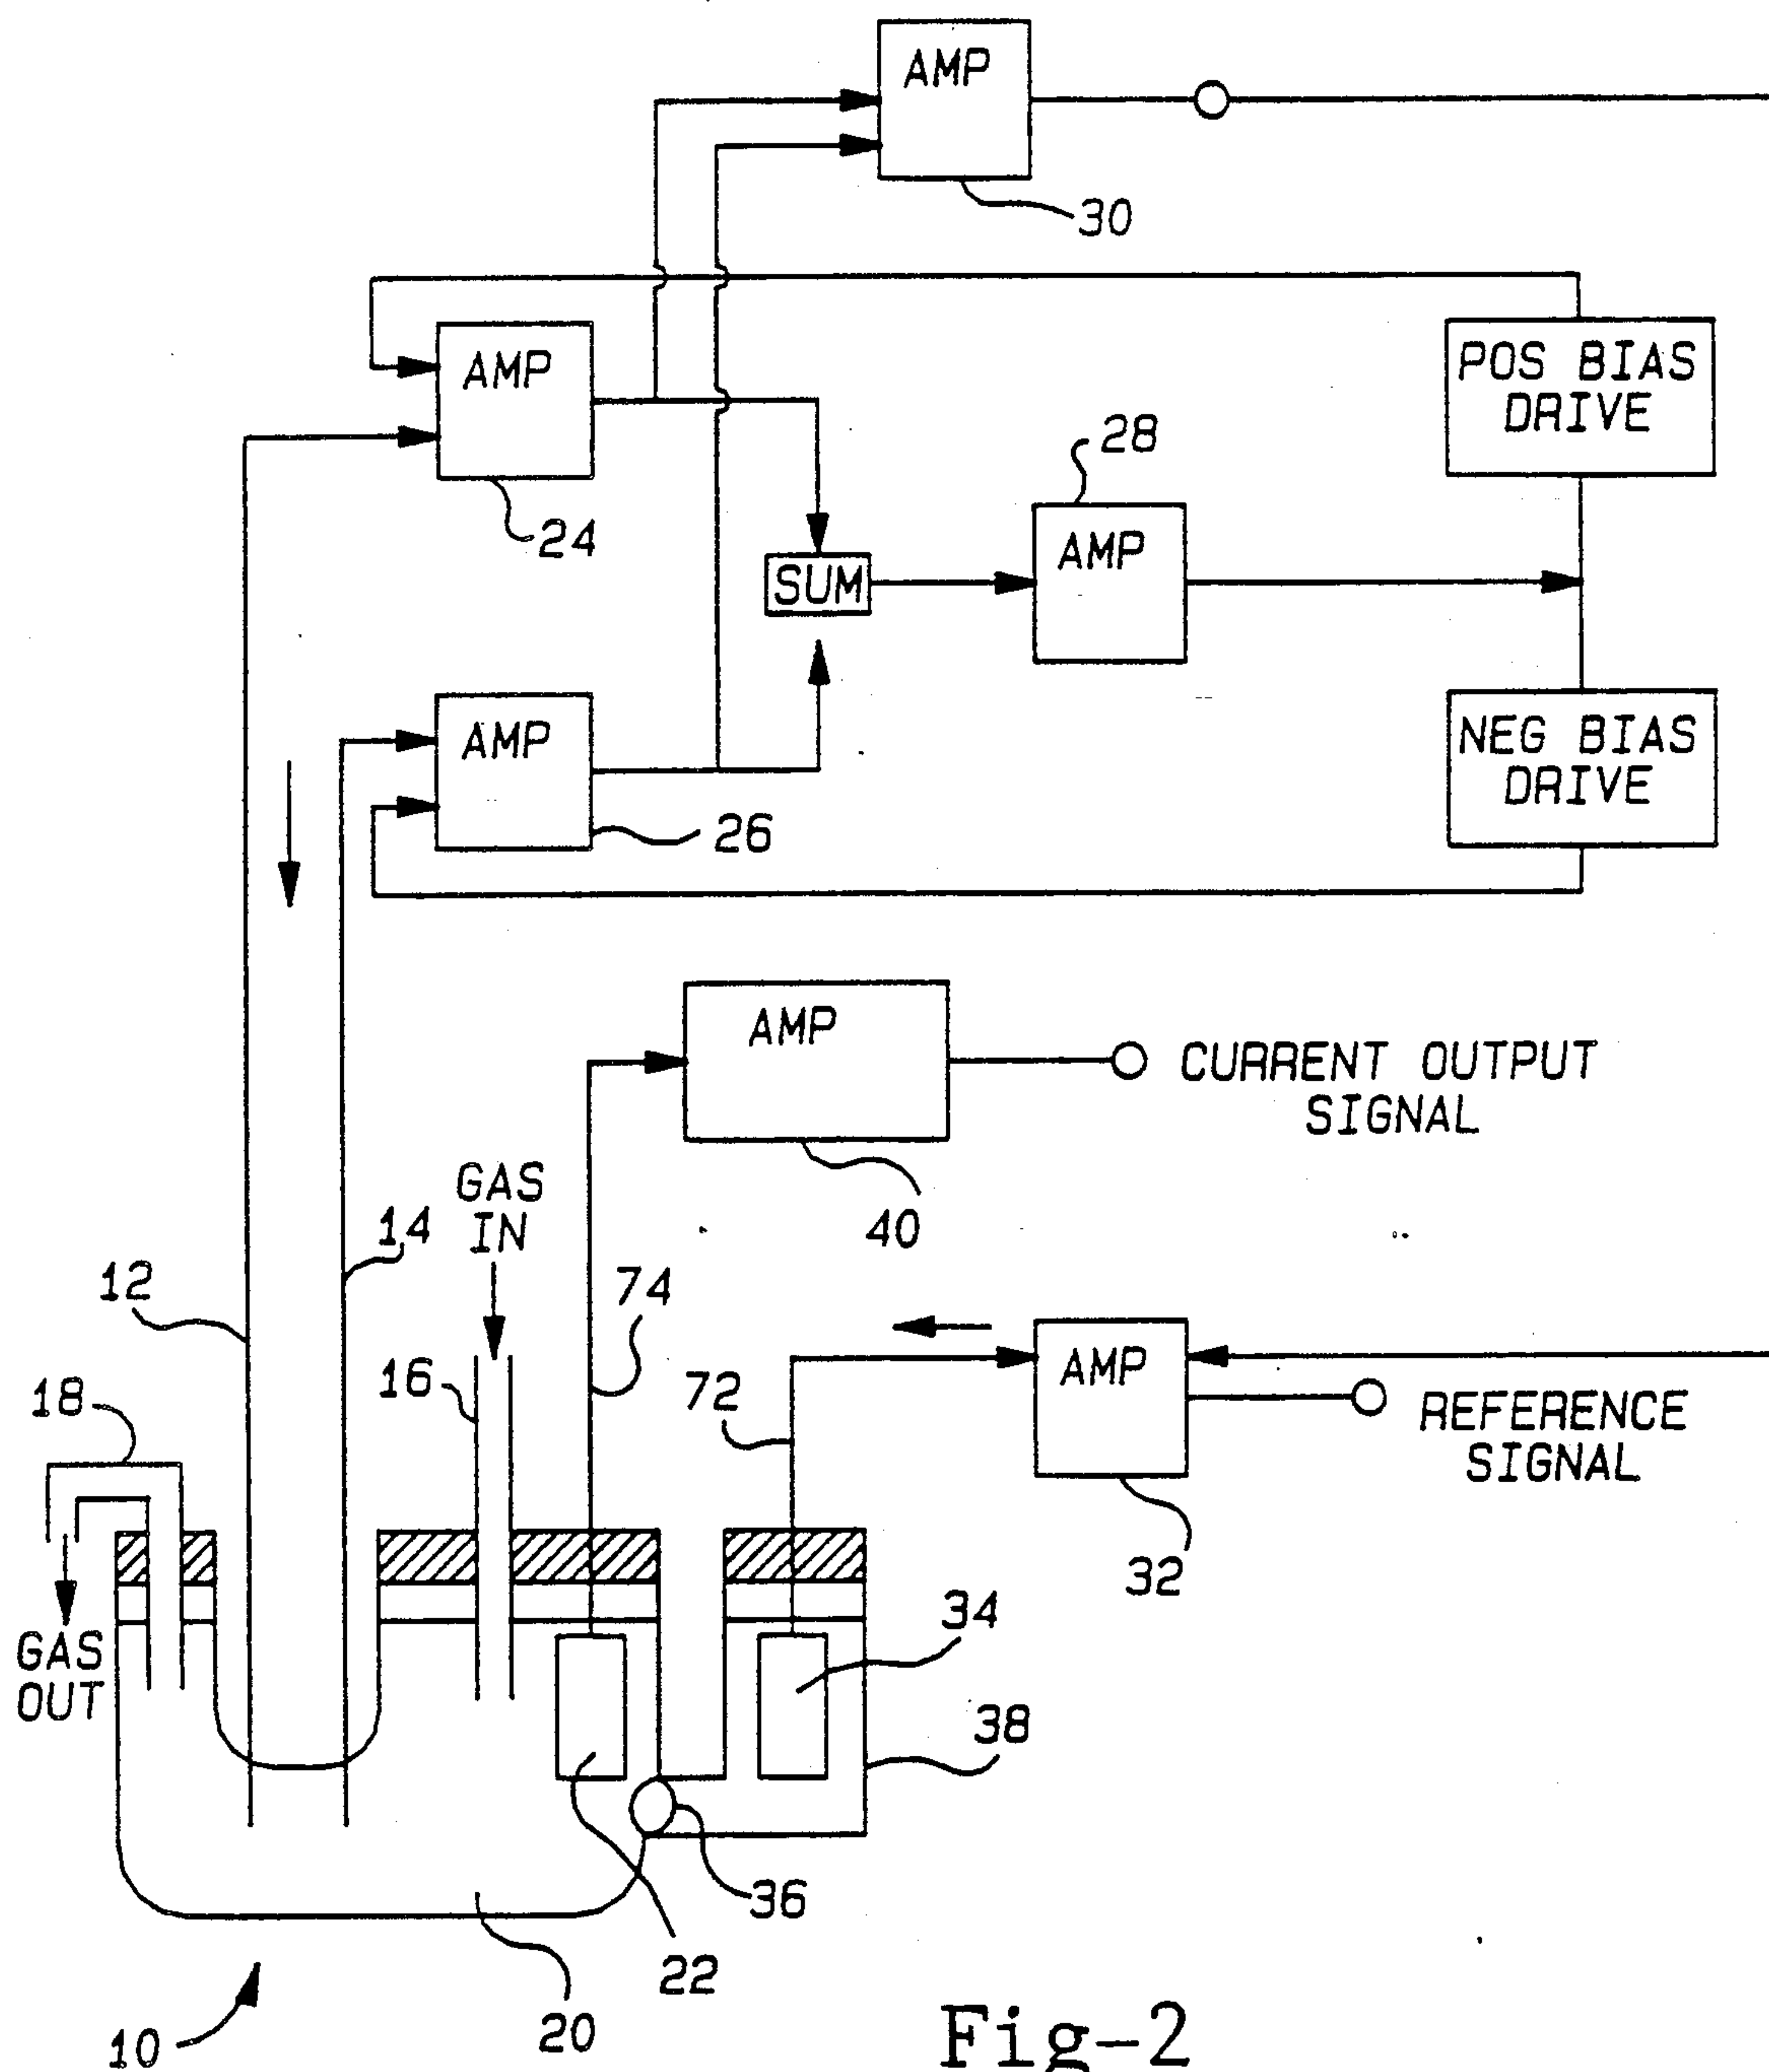 AMP
30
AMP
24
POS BIAS
DRIVE
28
AMP
SUM
AMP
26
NEG BIAS
DRIVE
AMP
40
CURRENT OUTPUT
SIGNAL
GAS
IN
14
12
74
16
18
72
AMP
32
REFERENCE
SIGNAL
34
GAS
OUT
38
36
22
20
10
Fig-2